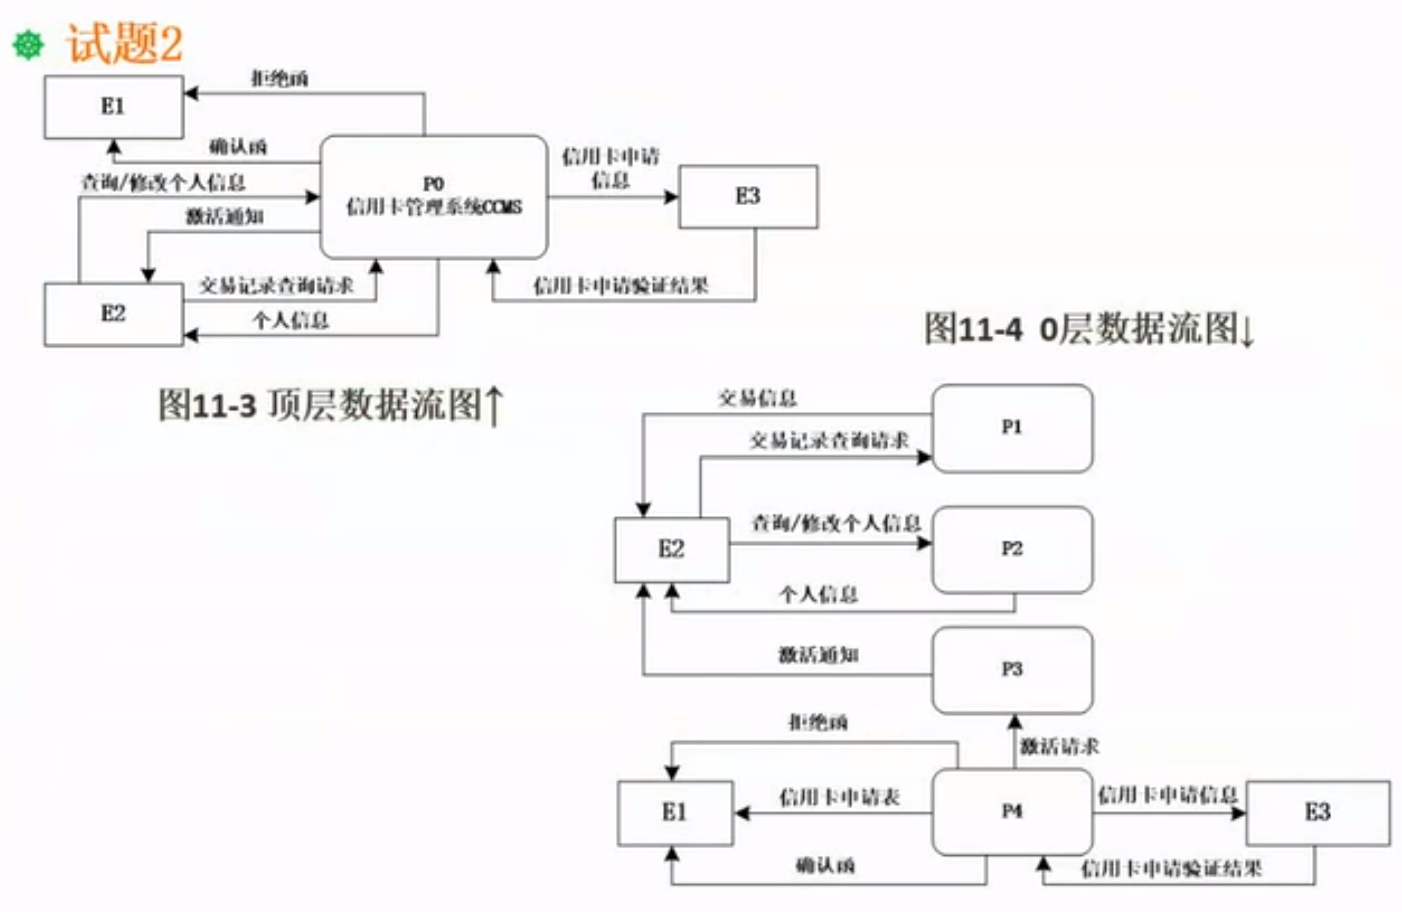 试题2
拒绝函
E1
确认函
信用卡申请
信息
查询/修改个人信息
P0
信用卡管理系统CCMS
E3
激活通知
交易记录查询请求
信用卡申请验证结果
E2
个人信息
图11-4 0层数据流图↓
图11-3 顶层数据流图↑
交易信息
P1
交易记录查询请求
查询/修改个人信息
E2
P2
个人信息
激活通知
P3
拒绝函
激活请求
信用卡申请表
信用卡申请信息
E1
P4
E3
确认函
信用卡申请验证结果